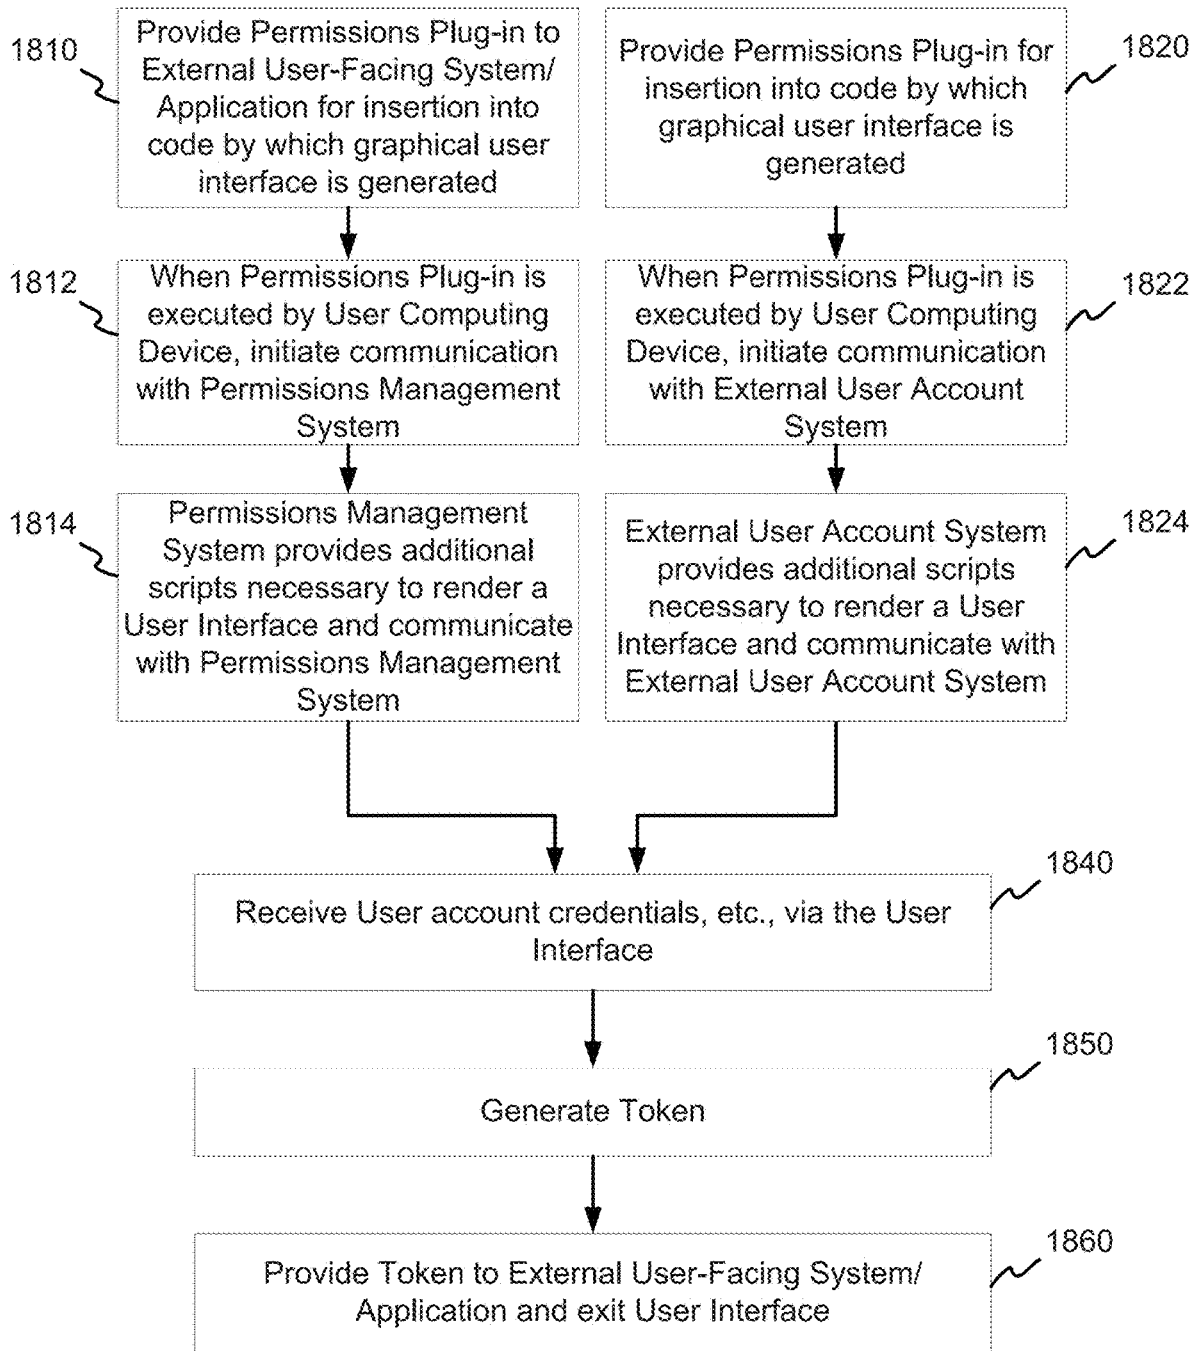 1810
Provide Permissions Plug-in to
External User-Facing System/
Application for insertion into
code by which graphical user
interface is generated
1820
Provide Permissions Plug-in for
insertion into code by which
graphical user interface is
generated
1812
When Permissions Plug-in is
executed by User Computing
Device, initiate communication
with Permissions Management
System
1822
When Permissions Plug-in is
executed by User Computing
Device, initiate communication
with External User Account
System
1814
Permissions Management
System provides additional
scripts necessary to render a
User Interface and communicate
with Permissions Management
System
1824
External User Account System
provides additional scripts
necessary to render a User
Interface and communicate with
External User Account System
1840
Receive User account credentials, etc., via the User
Interface
1850
Generate Token
1860
Provide Token to External User-Facing System/
Application and exit User Interface